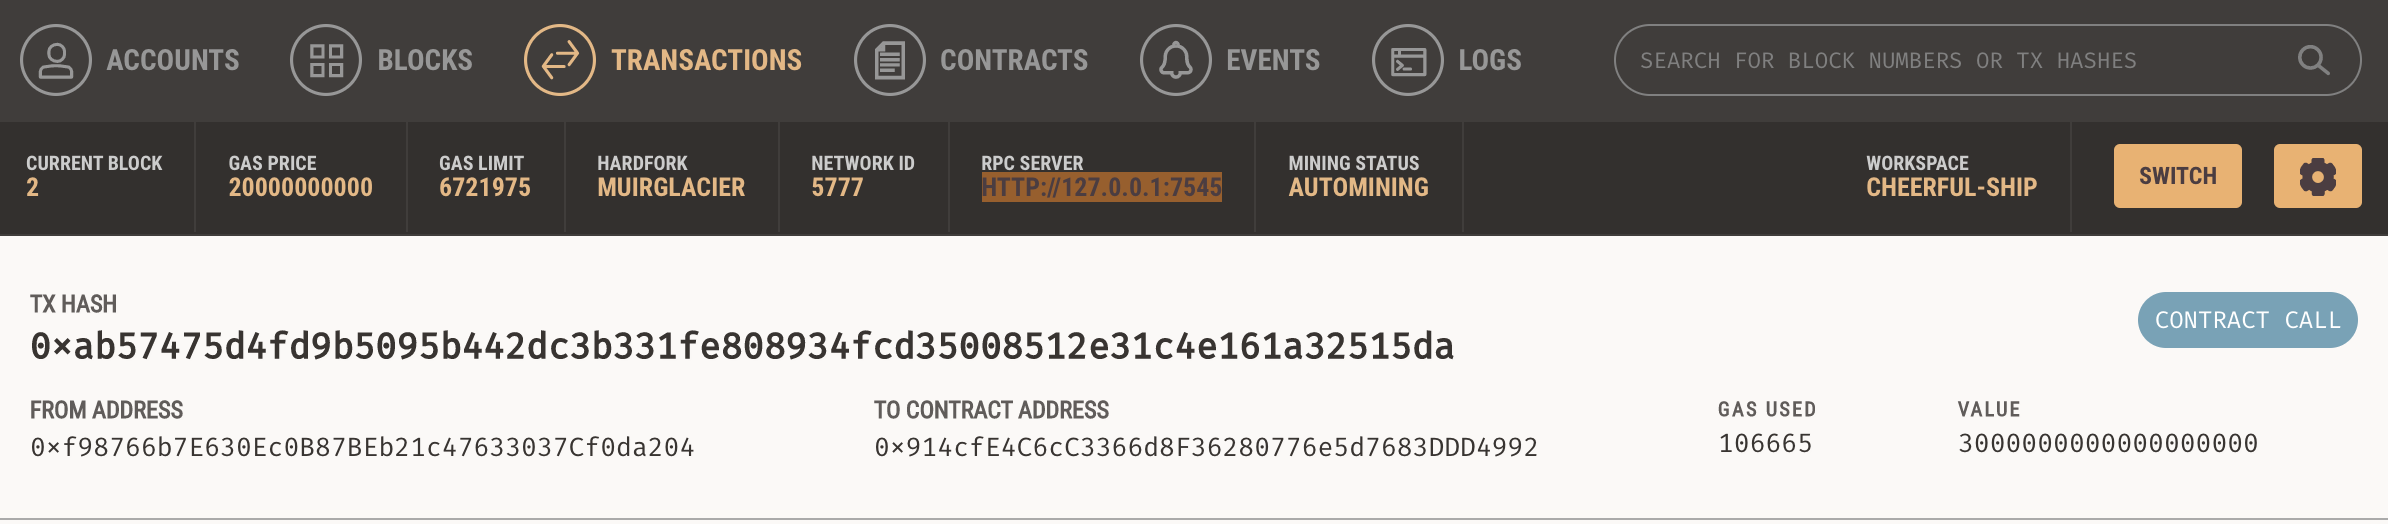 ACCOUNTS BLOCKS TRANSACTIONS CONTRACTS EVENTS LOGS SEARCH FOR BLOCK NUMBERS OR TX HASHES
CURRENT BLOCK GAS PRICE GAS LIMIT HARDFORK NETWORK ID RPC SERVER MINING STATUS WORKSPACE
2 20000000000 6721975 MUIRGLACIER 5777 HTTP://127.0.0.1:7545 AUTOMINING CHEERFUL-SHIP SWITCH
TX HASH
0×ab57475d4fd9b5095b442dc3b331fe808934fcd35008512e31c4e161a32515da CONTRACT CALL
FROM ADDRESS TO CONTRACT ADDRESS GAS USED VALUE
0×f98766b7E630Ec0B87BEb21c47633037Cf0da204 0×914cfE4C6cC3366d8F36280776e5d7683DDD4992 106665 3000000000000000000